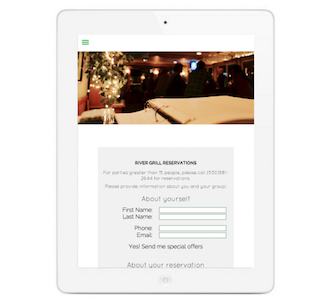 RIVER GRILL RESERVATIONS
For parties greater than 15 people, please call
2644 for reservations.
Please provide information about you and your group:
About yourself
First Name:
Last Name:
Phone:
Email:
Yes! Send me special offers
About your reservation